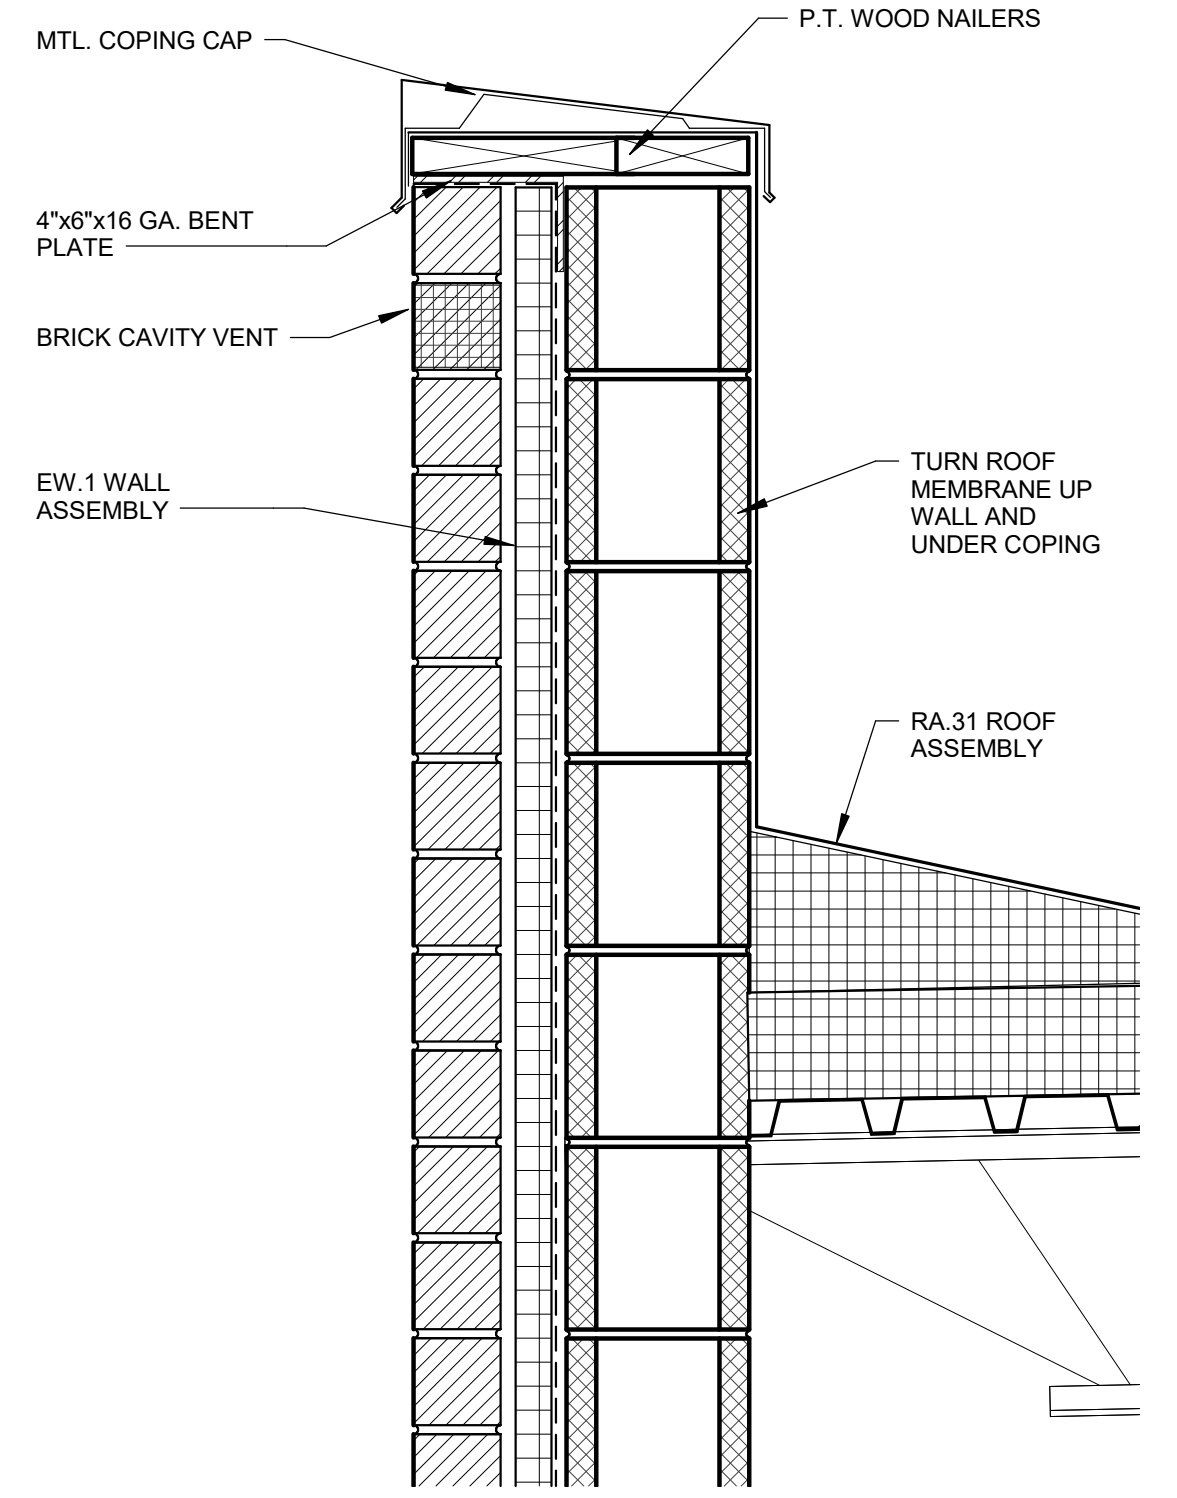 MTL. COPING CAP
P.T. WOOD NAILERS
4"x6"x16 GA. BENT
PLATE
BRICK CAVITY VENT
EW.1 WALL
ASSEMBLY
TURN ROOF
MEMBRANE UP
WALL AND
UNDER COPING
RA.31 ROOF
ASSEMBLY